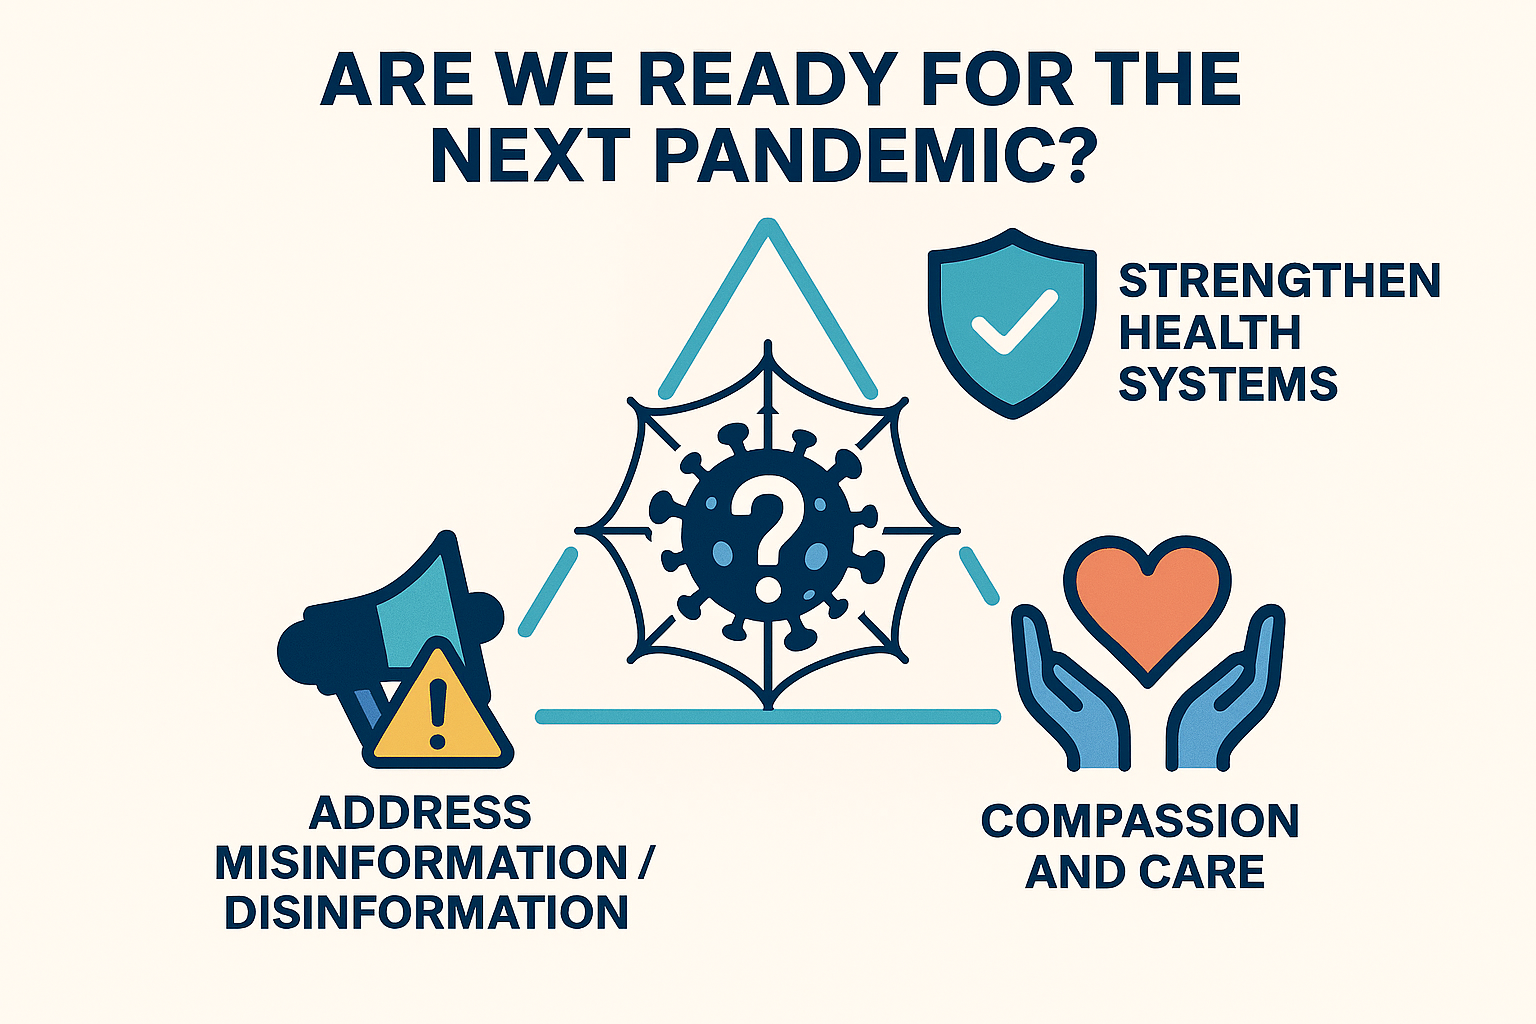 ARE WE READY FOR THE
NEXT PANDEMIC?
STRENGTHEN
HEALTH
SYSTEMS
?
!
ADDRESS
MISINFORMATION /
DISINFORMATION
COMPASSION
AND CARE